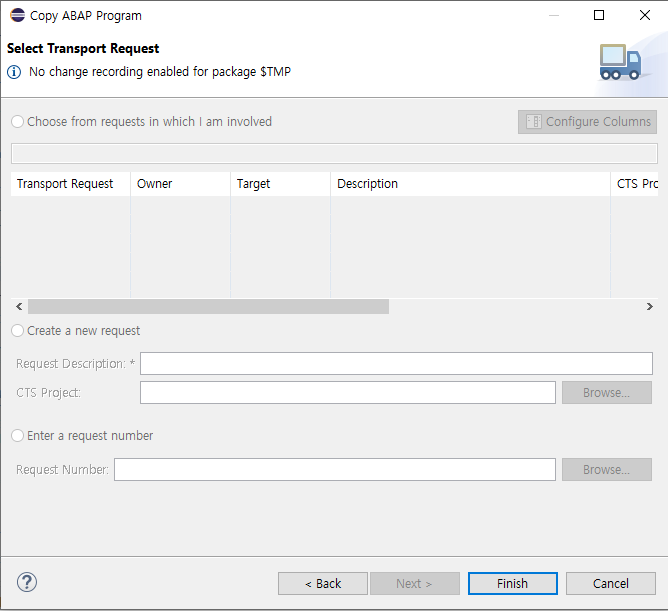 Copy ABAP Program
Select Transport Request
No change recording enabled for package $TMP
Choose from requests in which I am involved
Configure Columns
Transport Request Owner Target Description CTS Pro
Create a new request
Request Description: *
CTS Project:
Browse...
Enter a request number
Request Number:
Browse...
< Back Next > Finish Cancel